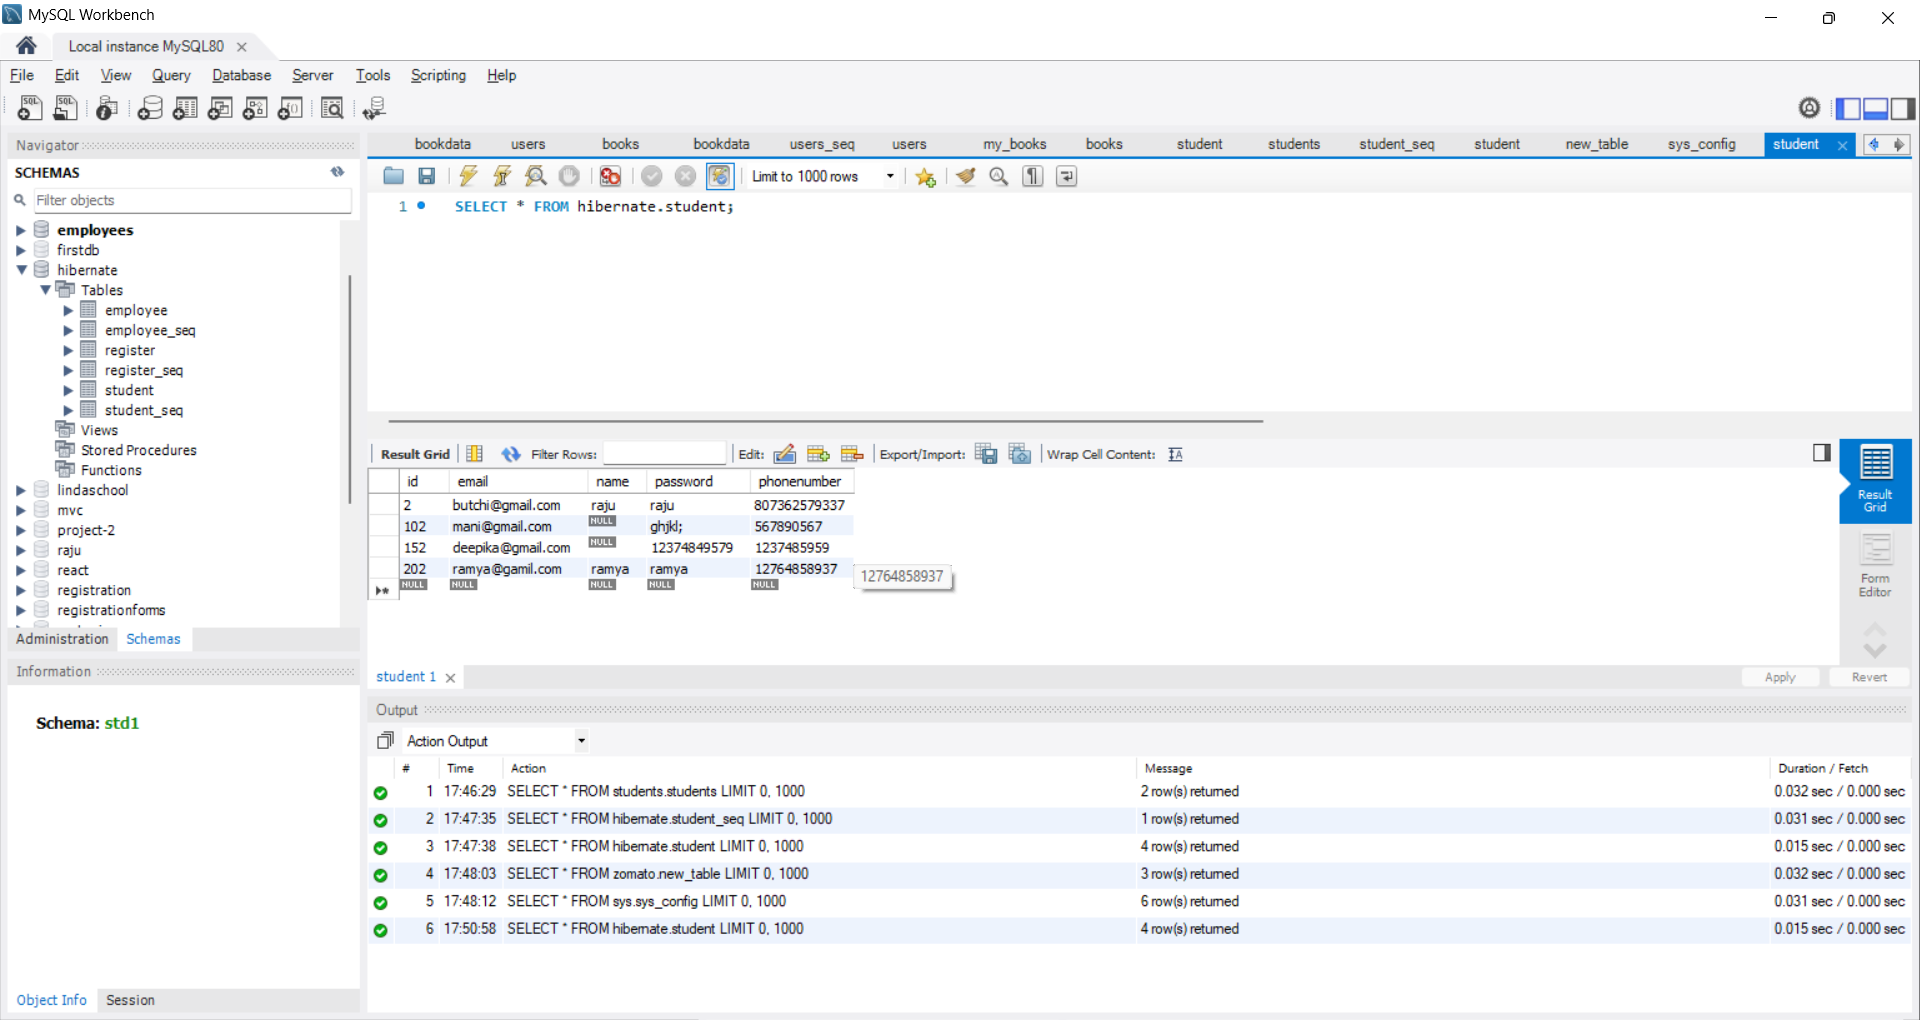 MySQL Workbench
Local instance MySQL80
File Edit View Query Database Server Tools Scripting Help
Navigator
SCHEMAS
Filter objects
employees
firstdb
hibernate
Tables
employee
employee_seq
register
register_seq
student
student_seq
Views
Stored Procedures
Functions
lindaschool
mvc
project-2
raju
react
registration
registrationfoms
Administration Schemas
Information
Schema: std1
Object Info Session
bookdata users books bookdata users_seq users my_books books student students student_seq student new_table sys_config student
Limit to 1000 rows
1 SELECT * FROM hibernate.student;
Result Grid Filter Rows: Edit: Export/Import: Wrap Cell Content:
id email name password phonenumber
2 butchi@gmail.com raju raju 807362579337
102 mani@gmail.com NULL ghjkl; 567890567
152 deepika@gmail.com NULL 12374849579 1237485959
202 ramya@gamil.com ramya ramya 12764858937
NULL NULL NULL NULL NULL
12764858937
Result Grid
Form Editor
student 1
Apply Revert
Output
Action Output
# Time Action Message Duration / Fetch
1 17:46:29 SELECT * FROM students.students LIMIT 0, 1000 2 row(s) returned 0.032 sec / 0.000 sec
2 17:47:35 SELECT * FROM hibernate.student_seq LIMIT 0, 1000 1 row(s) returned 0.031 sec / 0.000 sec
3 17:47:38 SELECT * FROM hibernate.student LIMIT 0, 1000 4 row(s) returned 0.015 sec / 0.000 sec
4 17:48:03 SELECT * FROM zomato.new_table LIMIT 0, 1000 3 row(s) returned 0.032 sec / 0.000 sec
5 17:48:12 SELECT * FROM sys.sys_config LIMIT 0, 1000 6 row(s) returned 0.031 sec / 0.000 sec
6 17:50:58 SELECT * FROM hibernate.student LIMIT 0, 1000 4 row(s) returned 0.015 sec / 0.000 sec